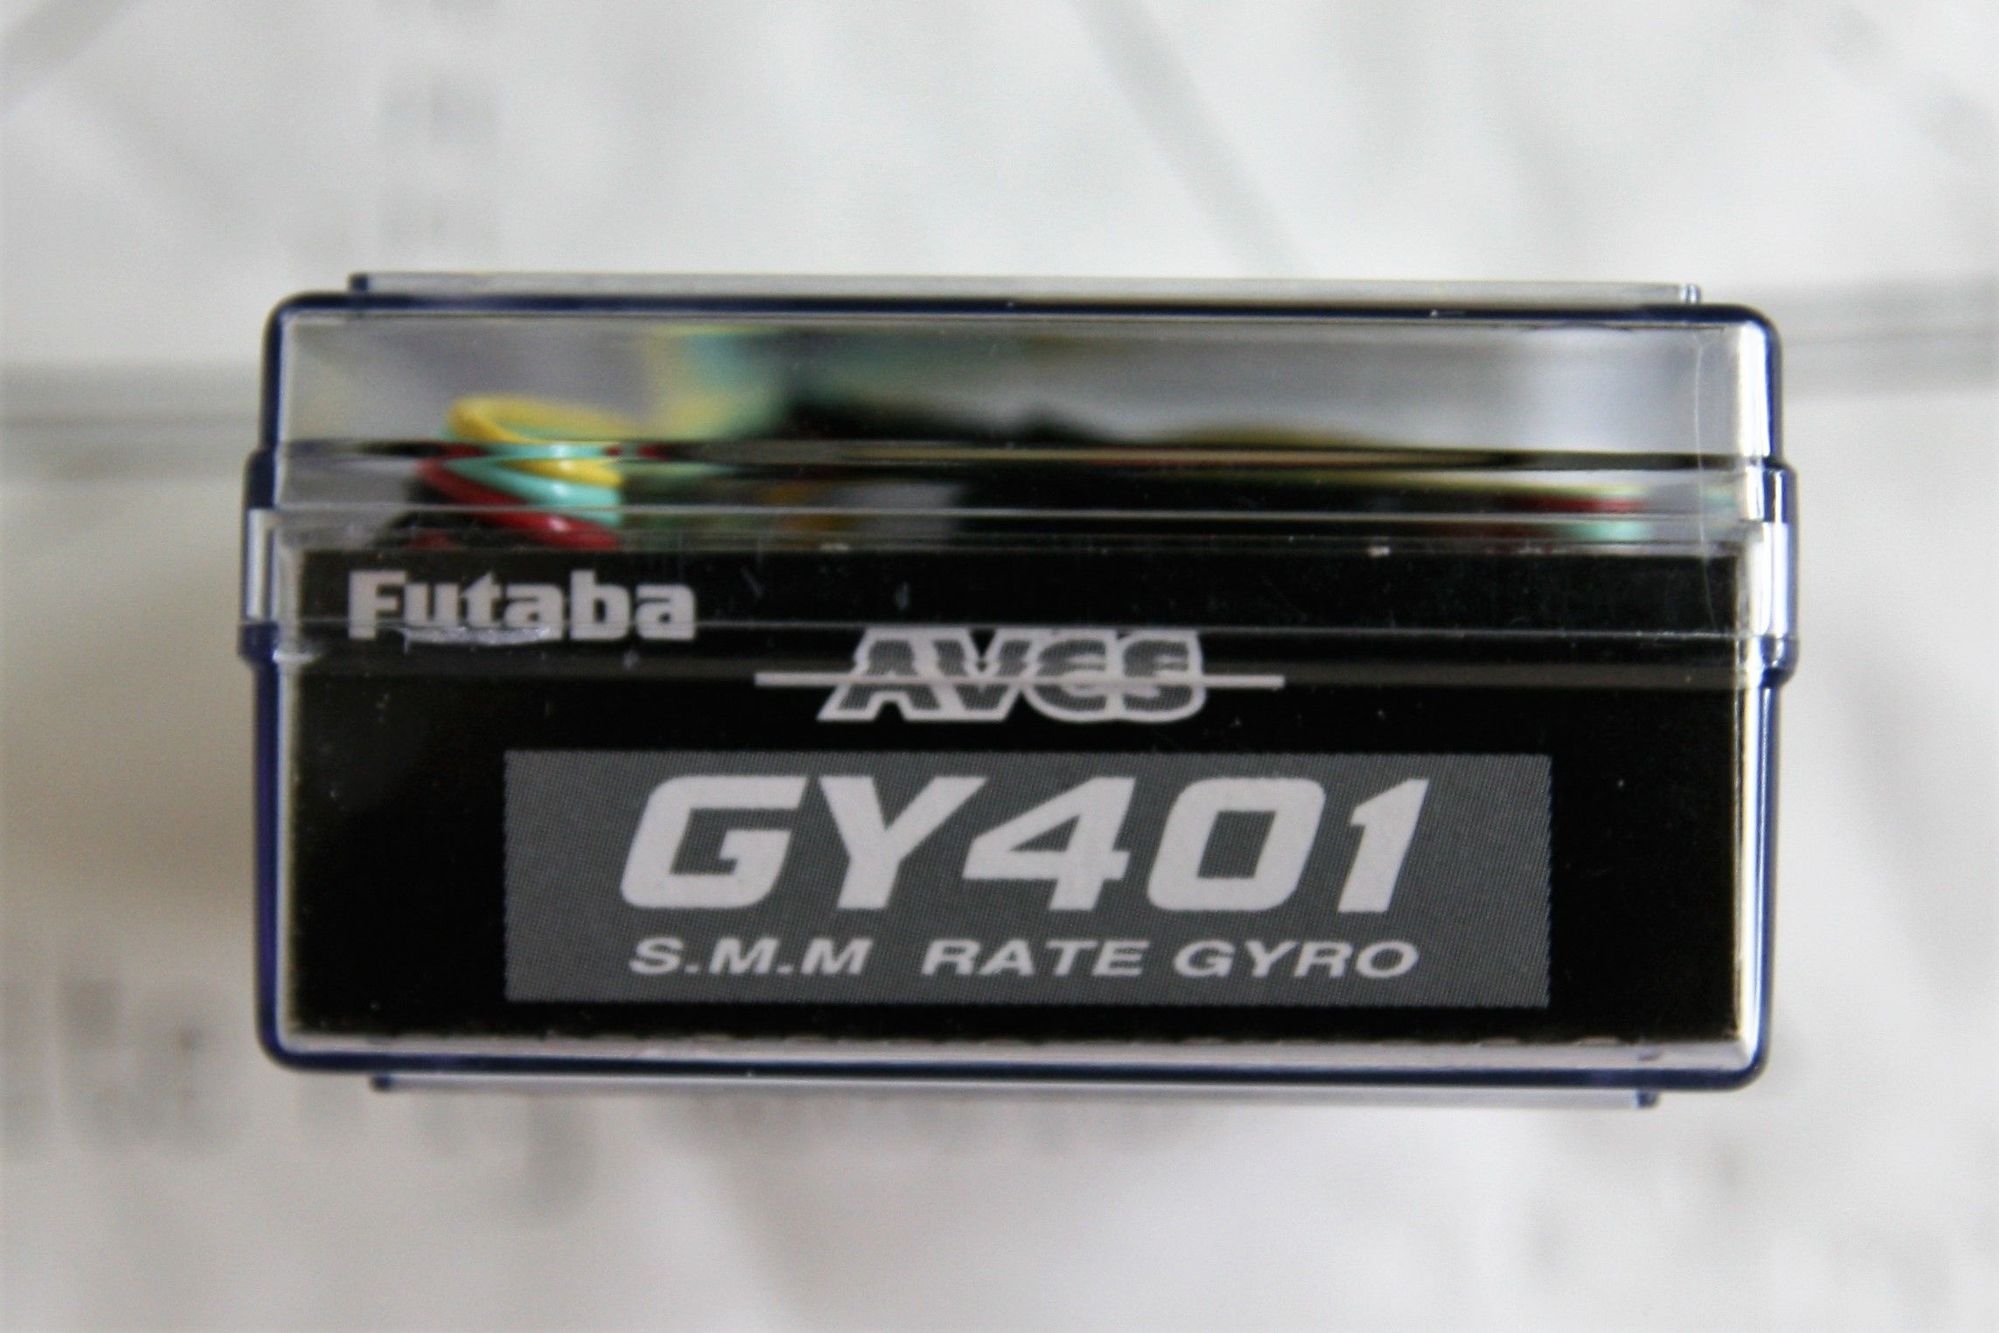 Futaba
AVCS
GY401
S.M.M RATE GYRO